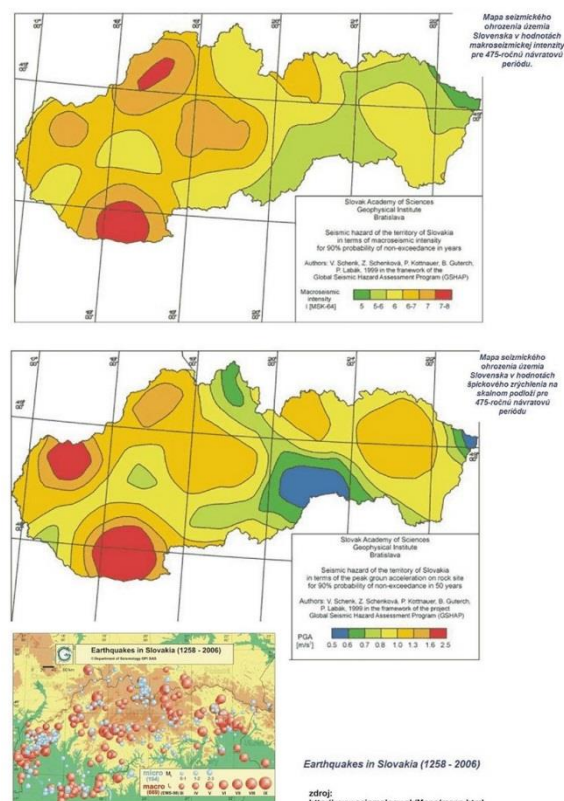 Mapa seizmického
ohrozenia územia
Slovenska v hodnotách
makroseizmickej intenzity
pre 475-ročnú návratovú
periódu.
Slovak Academy of Sciences
Geophysical Institute
Bratislava
Seismic hazard of the territory of Slovakia
in terms of macroseismic intensity
for 90% probability of non-exceedance in years
Authors: V. Schenk, Z. Schenková, P. Kottnauer, B. Guterch,
P. Labák, 1999 in the framework of the
Global Seismic Hazard Assessment Program (GSHAP)
Macroseismic
intensity
I [MSK-64]
5 5-6 6 6-7 7 7-8
Mapa seizmického
ohrozenia územia
Slovenska v hodnotách
špičkového zrýchlenia na
skalnom podloží pre
475-ročnú návratovú
periódu
Slovak Academy of Sciences
Geophysical Institute
Bratislava
Seismic hazard of the territory of Slovakia
in terms of the peak groun acceleration on rock site
for 90% probability of non-exceedance in 50 years
Authors: V. Schenk, Z. Schenková, P. Kottnauer, B. Guterch,
P. Labák, 1999 in the framework of the project
Global Seismic Hazard Assessment Program (GSHAP)
PGA
[m/s²]
0.5 0.6 0.7 0.8 1.0 1.3 1.6 2.5
Earthquakes in Slovakia (1258 - 2006)
micro
macro
Earthquakes in Slovakia (1258 - 2006)
zdroj: